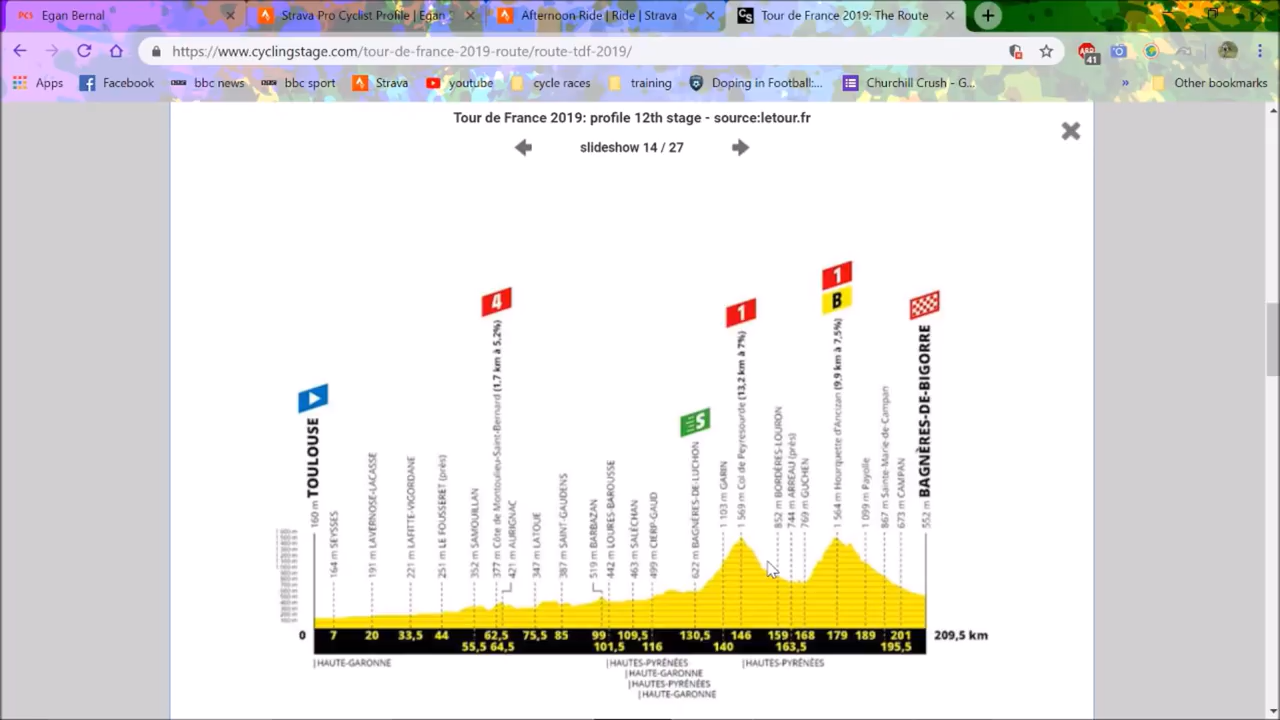 Egan Bernal
Strava Pro Cyclist Profile | Egan
Afternoon Ride | Ride | Strava
Tour de France 2019: The Route
https://www.cyclingstage.com/tour-de-france-2019-route/route-tdf-2019/
ABP
41
Apps
Facebook
BBC
bbc news
BBC
bbc sport
Strava
youtube
cycle races
training
Doping in Football:...
Churchill Crush - G...
»
Other bookmarks
Tour de France 2019: profile 12th stage - source:letour.fr
slideshow 14 / 27
4
1
1
B
S
160 m TOULOUSE
164 m SEYSSES
191 m LAVERNOSE-LACASSE
221 m LAFITTE-VIGORDANE
251 m LE FOUSSERET (près)
352 m SAMOUILLAN
377 m Côte de Montoulieu-Saint-Bernard (1,7 km à 5,2%)
421 m AURIGNAC
347 m LATOUE
387 m SAINT-GAUDENS
519 m BARBAZAN
442 m LOURES-BAROUSSE
463 m SALÉCHAN
499 m CIERP-GAUD
622 m BAGNÈRES-DE-LUCHON
1 103 m GARIN
1 569 m Col de Peyresourde (13,2 km à 7%)
852 m BORDÈRES-LOURON
744 m ARREAU (près)
769 m GUCHEN
1 564 m Hourquette d'Ancizan (9,9 km à 7,5%)
1 099 m Payolle
867 m Sainte-Marie-de-Campan
673 m CAMPAN
552 m BAGNÈRES-DE-BIGORRE
0 7 20 33,5 44 62,5 75,5 85 99 109,5 130,5 146 159 168 179 189 201 209,5 km
55,5 64,5 101,5 116 140 163,5 195,5
|HAUTE-GARONNE |HAUTES-PYRÉNÉES |HAUTES-PYRÉNÉES
|HAUTE-GARONNE
|HAUTES-PYRÉNÉES
|HAUTE-GARONNE